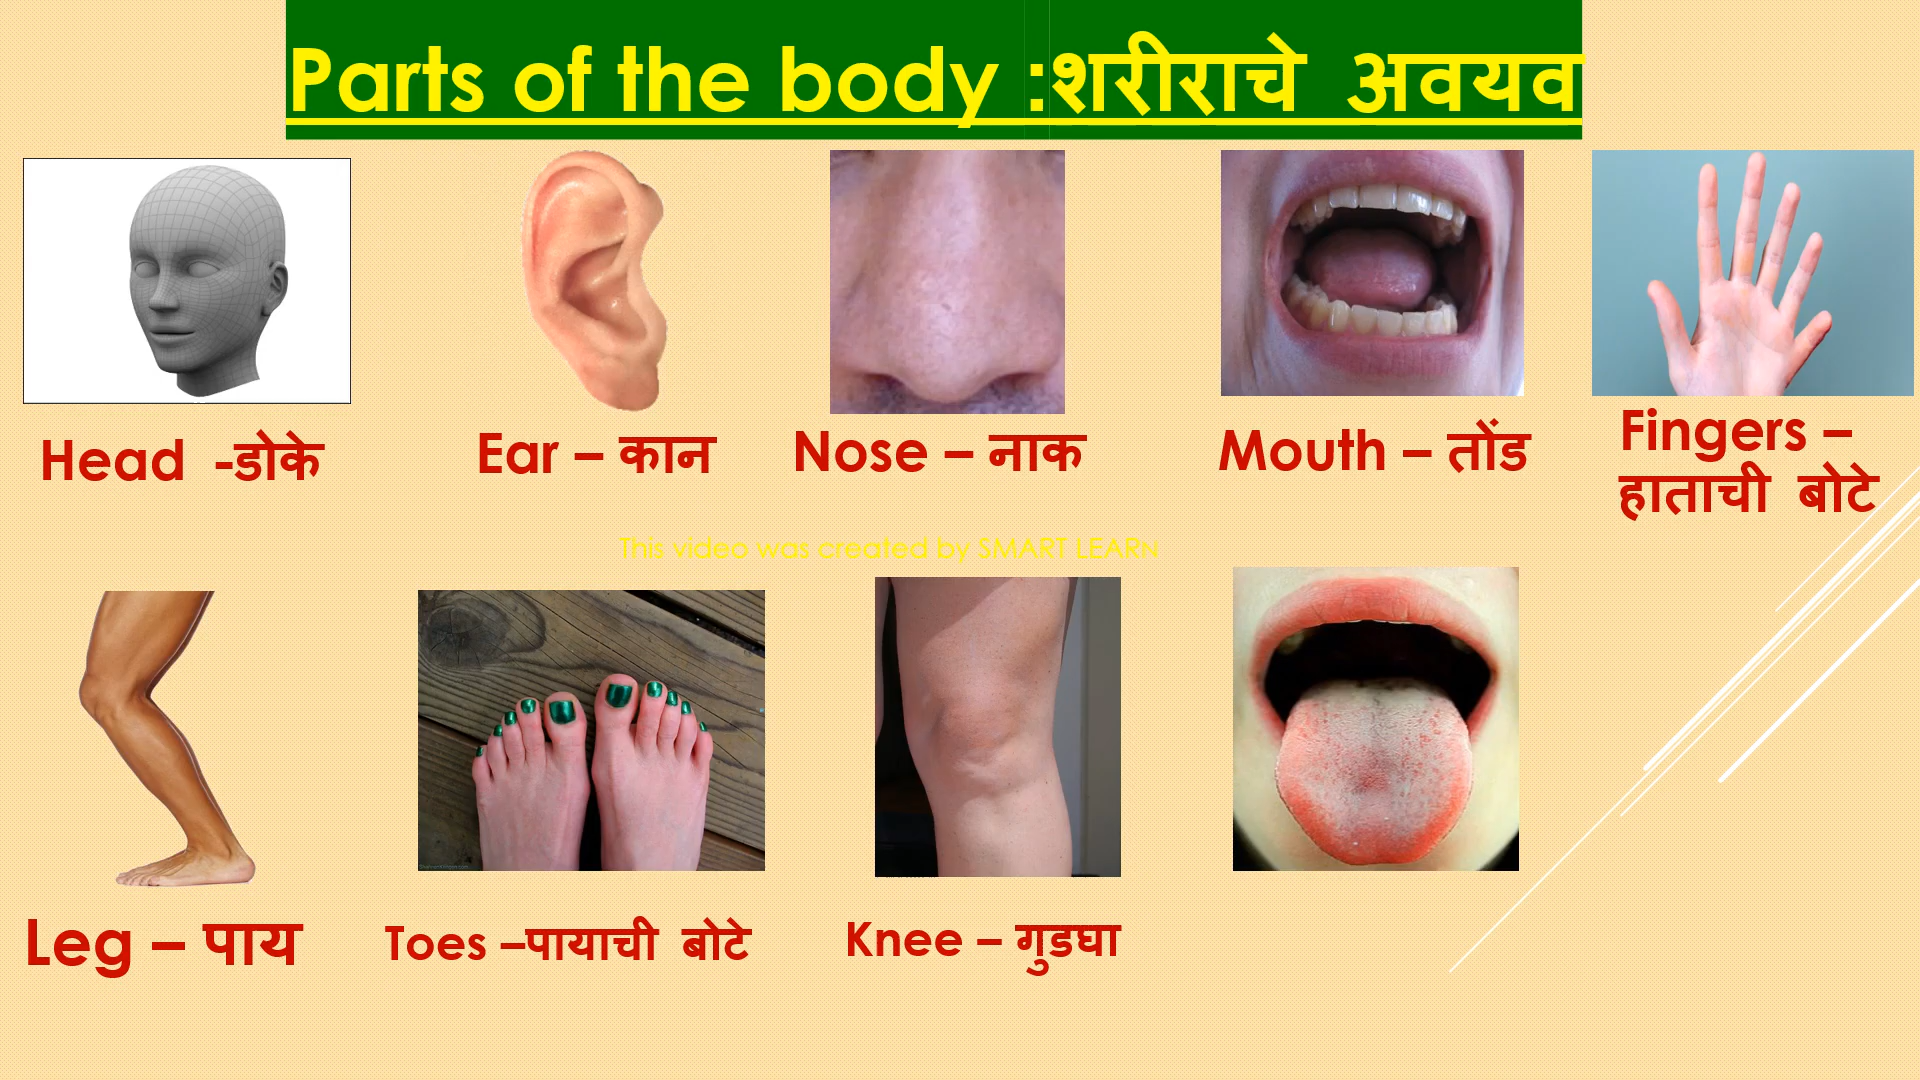 Parts of the body :शरीराचे अवयव
Head -डोके
Ear – कान
Nose – नाक
Mouth – तोंड
Fingers –
हाताची बोटे
This video was created by SMART LEARN
Leg – पाय
Toes –पायाची बोटे
Knee – गुडघा